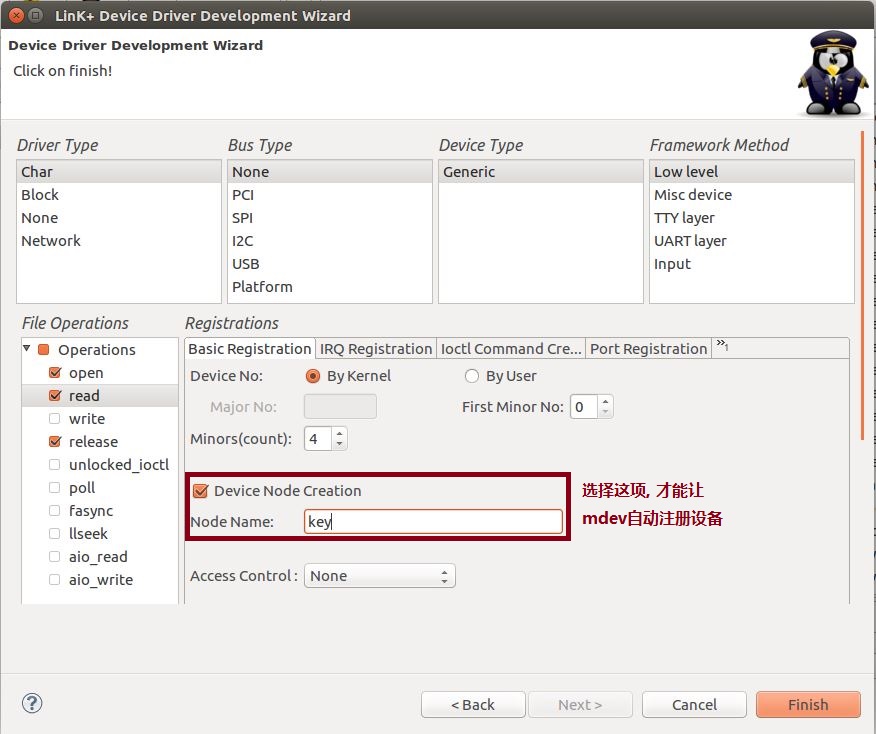 LinK+ Device Driver Development Wizard
Device Driver Development Wizard
Click on finish!
Driver Type
Char
Block
None
Network
Bus Type
None
PCI
SPI
I2C
USB
Platform
Device Type
Generic
Framework Method
Low level
Misc device
TTY layer
UART layer
Input
File Operations
Operations
open
read
write
release
unlocked_ioctl
poll
fasync
llseek
aio_read
aio_write
Registrations
Basic Registration IRQ Registration Ioctl Command Cre... Port Registration »1
Device No: By Kernel By User
Major No: First Minor No: 0
Minors(count): 4
Device Node Creation
Node Name: key
选择这项, 才能让
mdev自动注册设备
Access Control : None
?
< Back Next > Cancel Finish